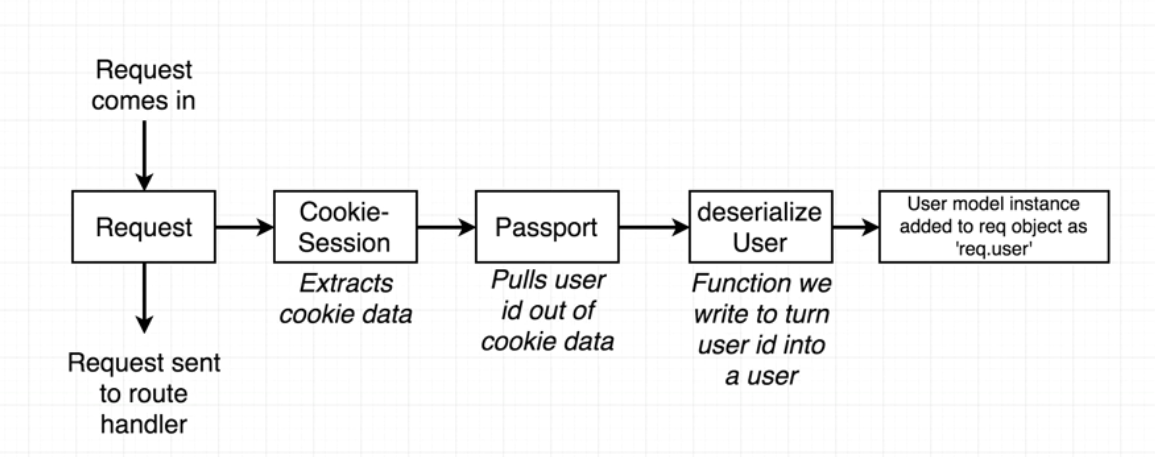 Request
comes in
Request
Cookie-
Session
Passport
deserialize
User
User model instance
added to req object as
'req.user'
Extracts
cookie data
Pulls user
id out of
cookie data
Function we
write to turn
user id into
a user
Request sent
to route
handler